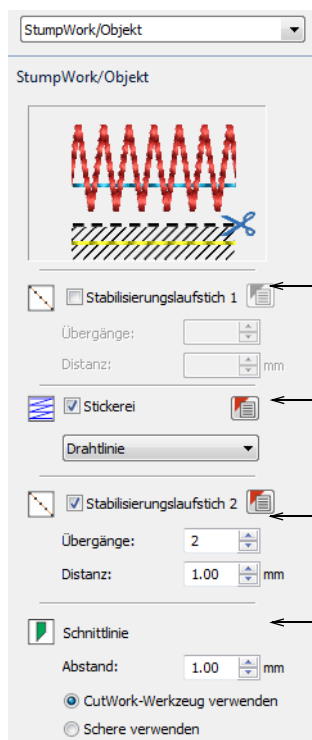 StumpWork/Objekt
StumpWork/Objekt
Stabilisierungslaufstich 1
Übergänge:
Distanz: mm
Stickerei
Drahtlinie
Stabilisierungslaufstich 2
Übergänge: 2
Distanz: 1.00 mm
Schnittlinie
Abstand: 1.00 mm
CutWork-Werkzeug verwenden
Schere verwenden